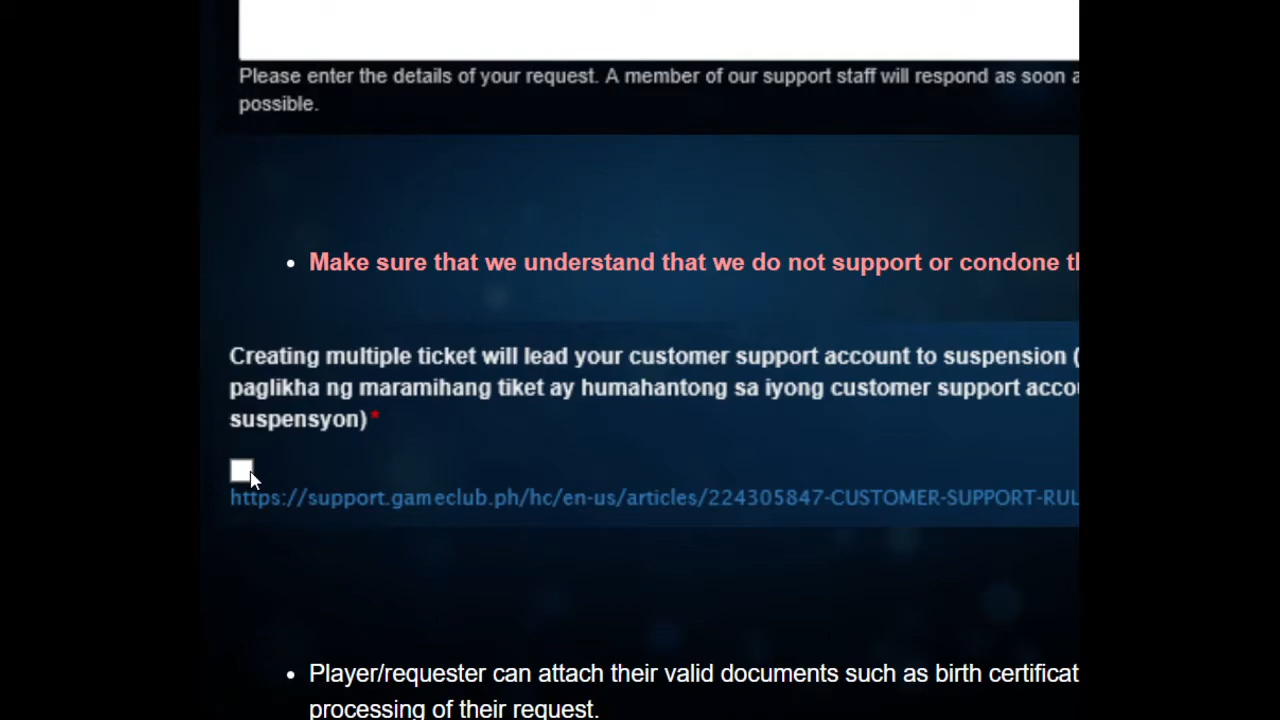 Please enter the details of your request. A member of our support staff will respond as soon a
possible.
• Make sure that we understand that we do not support or condone th
Creating multiple ticket will lead your customer support account to suspension (
paglikha ng maramihang tiket ay humahantong sa iyong customer support acco
suspensyon)*
https://support.gameclub.ph/hc/en-us/articles/224305847-CUSTOMER-SUPPORT-RUL
• Player/requester can attach their valid documents such as birth certificat
processing of their request.